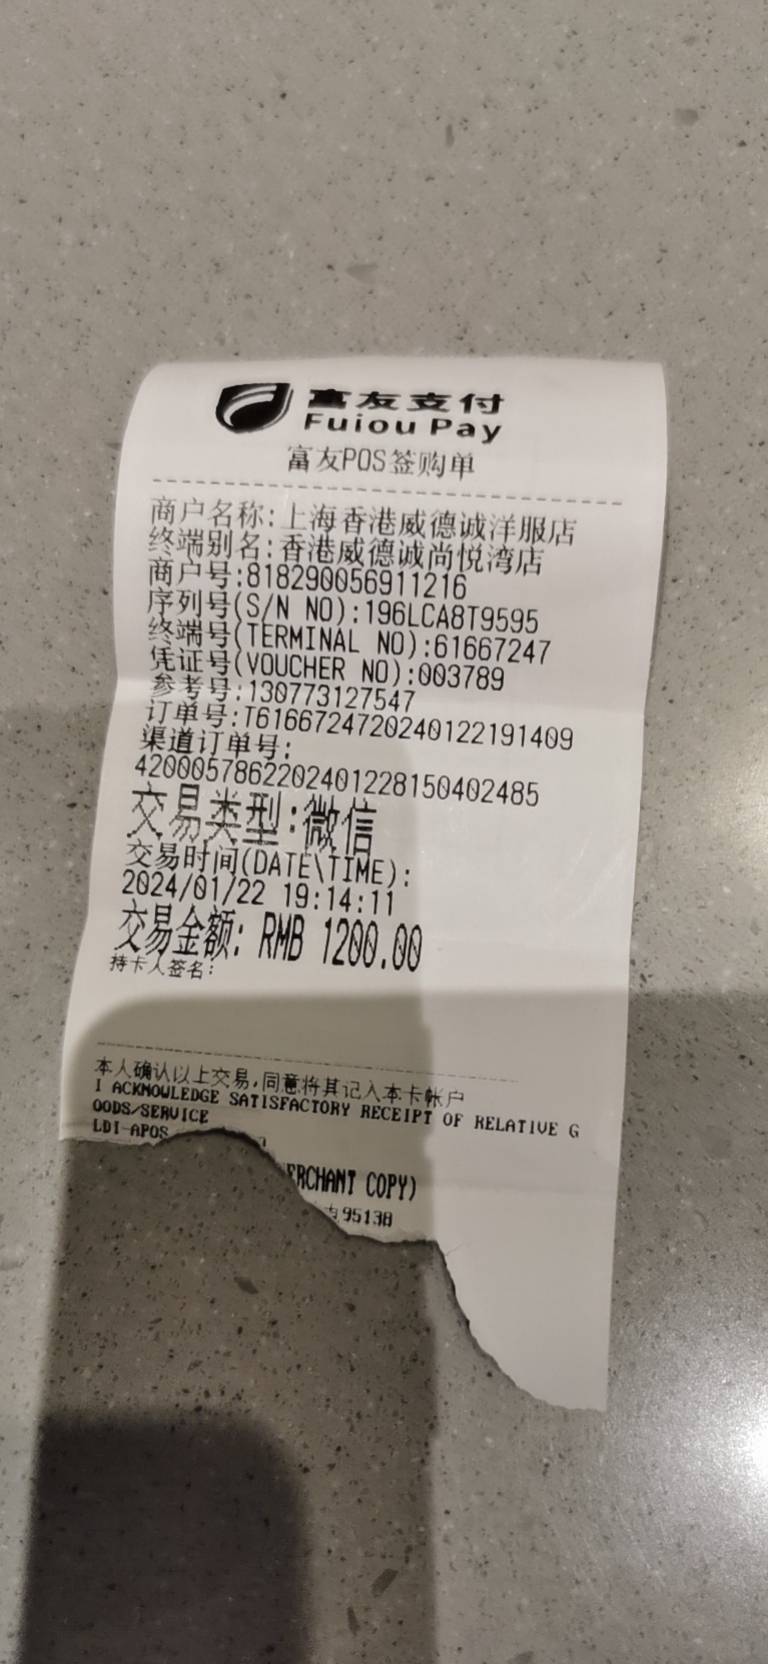 富友支付
Fuiou Pay
富友POS签购单
商户名称:上海香港威德诚洋服店
终端别名:香港威德诚尚悦湾店
商户号:818290056911216
序列号(S/N NO):196LCA8T9595
终端号(TERMINAL NO):61667247
凭证号(VOUCHER NO):003789
参考号:130773127547
订单号:T6166724720240122191409
渠道订单号:
4200057862202401228150402485
交易类型:微信
交易时间(DATE\TIME):
2024/01/22 19:14:11
交易金额: RMB 1200.00
持卡人签名:
本人确认以上交易,同意将其记入本卡帐户
I ACKNOWLEDGE SATISFACTORY RECEIPT OF RELATIVE G
OODS/SERVICE
LDI-APOS
ERCHANT COPY)
95138